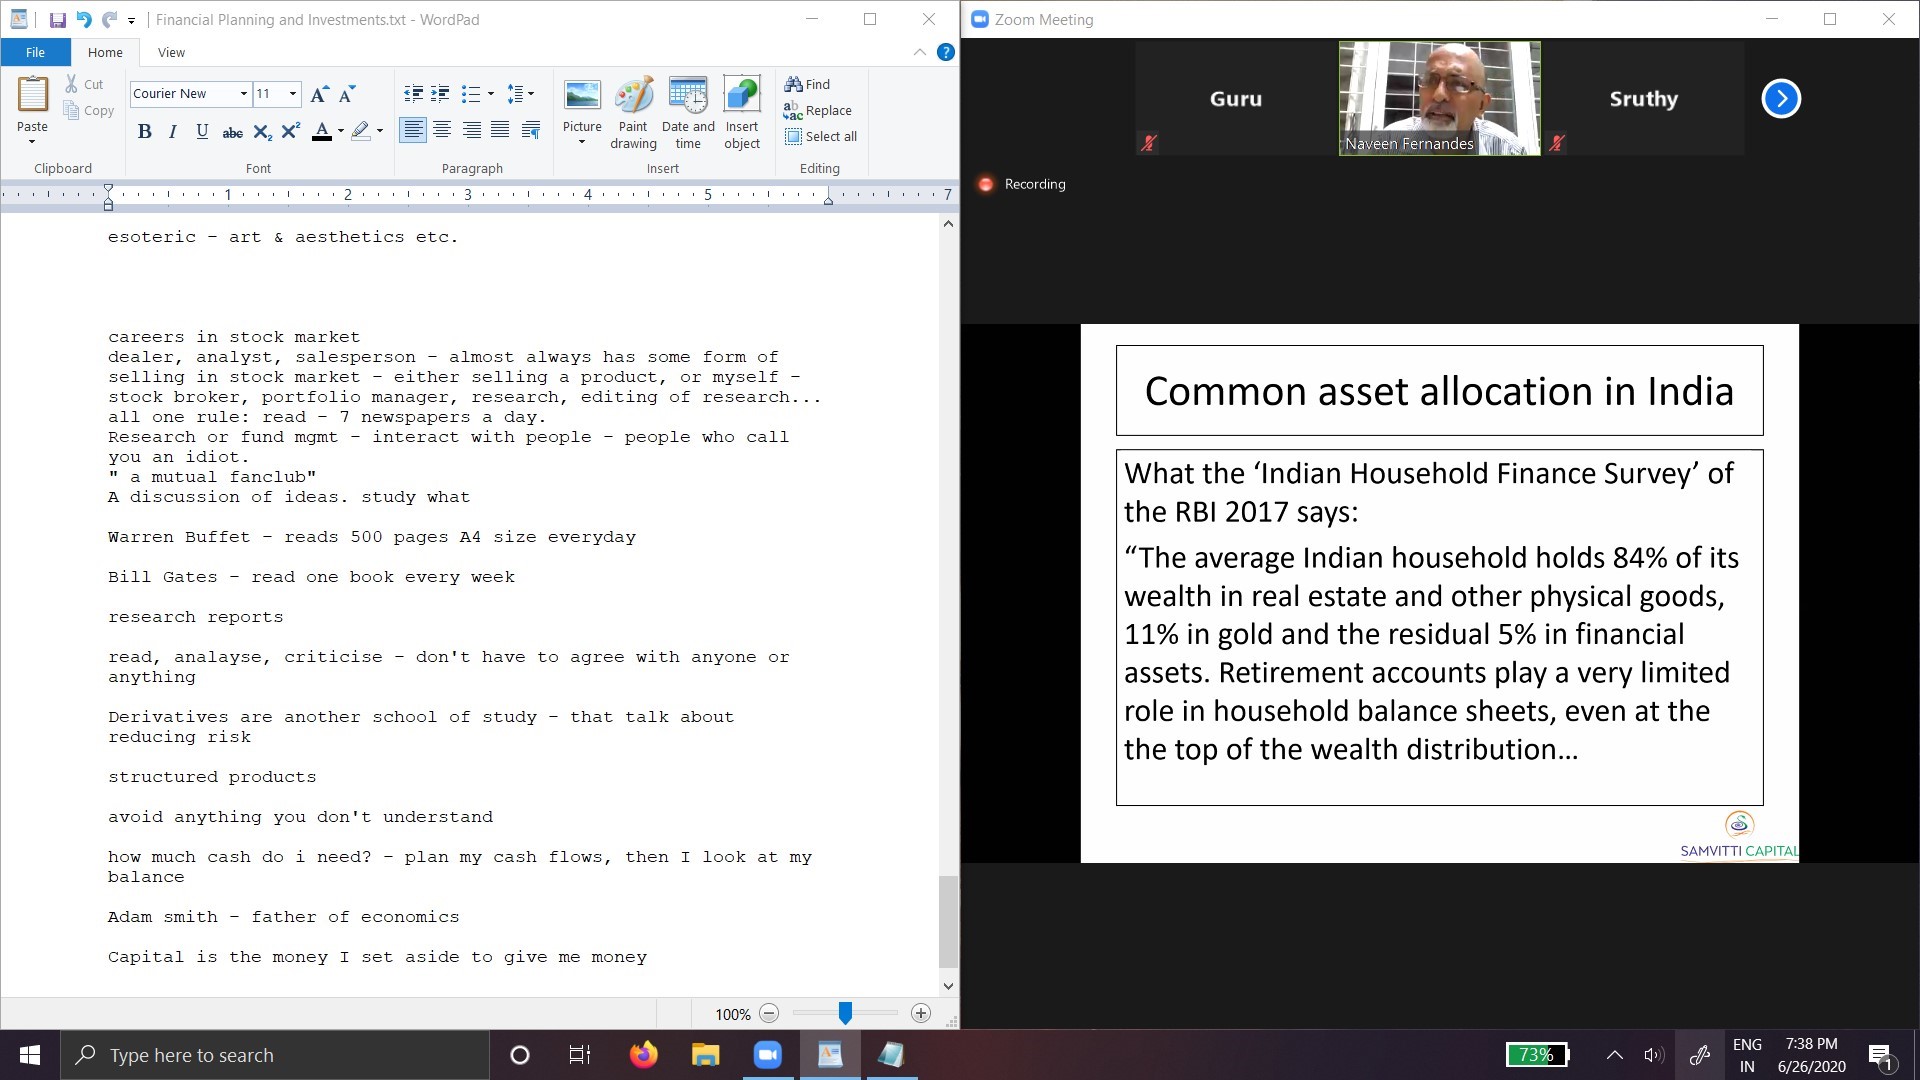 Financial Planning and Investments.txt - WordPad
File
Home
View
Paste
Cut
Copy
Clipboard
Courier New
11
A A
B I U abc X₂ X² A
Font
Paragraph
Picture
Paint drawing
Date and time
Insert object
Insert
Find
Replace
Select all
Editing
1 2 3 4 5 7
esoteric - art & aesthetics etc.
careers in stock market
dealer, analyst, salesperson - almost always has some form of
selling in stock market - either selling a product, or myself -
stock broker, portfolio manager, research, editing of research...
all one rule: read - 7 newspapers a day.
Research or fund mgmt - interact with people - people who call
you an idiot.
" a mutual fanclub"
A discussion of ideas. study what
Warren Buffet - reads 500 pages A4 size everyday
Bill Gates - read one book every week
research reports
read, analayse, criticise - don't have to agree with anyone or
anything
Derivatives are another school of study - that talk about
reducing risk
structured products
avoid anything you don't understand
how much cash do i need? - plan my cash flows, then I look at my
balance
Adam smith - father of economics
Capital is the money I set aside to give me money
100%
Zoom Meeting
Guru
Naveen Fernandes
Sruthy
Recording
Common asset allocation in India
What the ‘Indian Household Finance Survey’ of
the RBI 2017 says:
“The average Indian household holds 84% of its
wealth in real estate and other physical goods,
11% in gold and the residual 5% in financial
assets. Retirement accounts play a very limited
role in household balance sheets, even at the
the top of the wealth distribution…
SAMVITTI CAPITAL
Type here to search
73%
ENG
IN
7:38 PM
6/26/2020
1